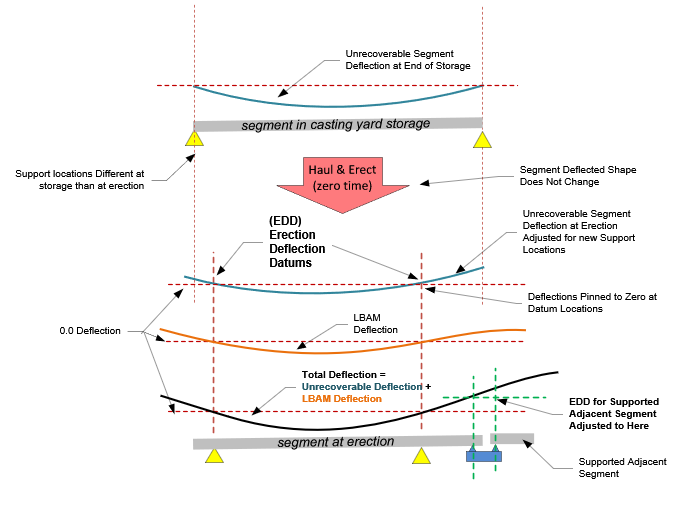 Unrecoverable Segment
Deflection at End of Storage
segment in casting yard storage
Support locations Different at
storage than at erection
Haul & Erect
(zero time)
Segment Deflected Shape
Does Not Change
(EDD)
Erection
Deflection
Datums
Unrecoverable Segment
Deflection at Erection
Adjusted for new Support
Locations
Deflections Pinned to Zero at
Datum Locations
0.0 Deflection
LBAM
Deflection
Total Deflection =
Unrecoverable Deflection +
LBAM Deflection
EDD for Supported
Adjacent Segment
Adjusted to Here
segment at erection
Supported Adjacent
Segment